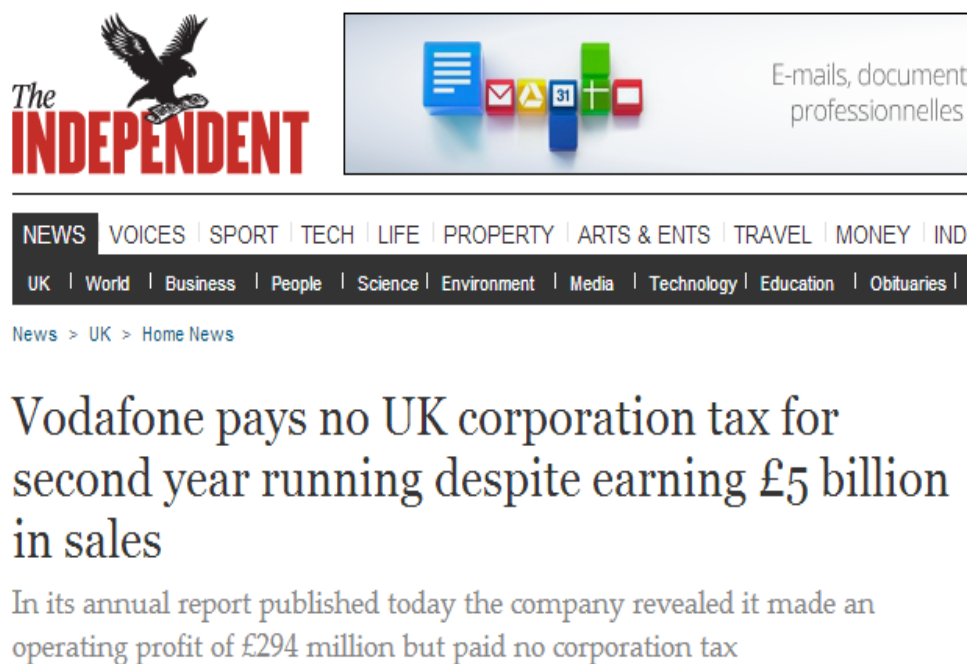 The
INDEPENDENT
E-mails, document
professionnelles
31
NEWS VOICES SPORT TECH LIFE PROPERTY ARTS & ENTS TRAVEL MONEY IND
UK World Business People Science Environment Media Technology Education Obituaries
News > UK > Home News
Vodafone pays no UK corporation tax for
second year running despite earning £5 billion
in sales
In its annual report published today the company revealed it made an
operating profit of £294 million but paid no corporation tax